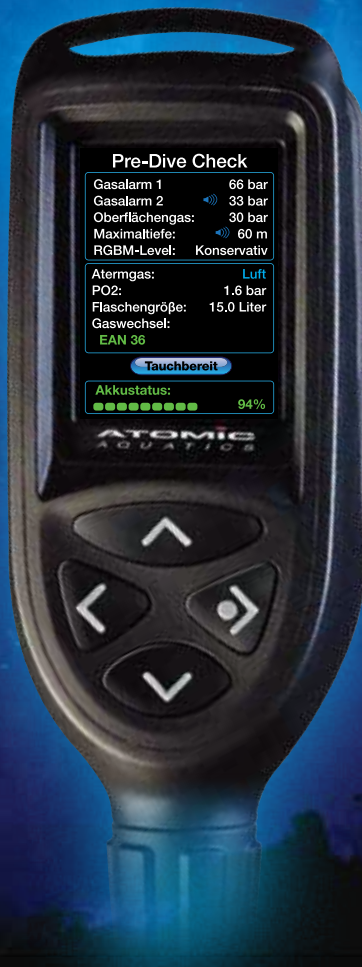 Pre-Dive Check
Gasalarm 1 66 bar
Gasalarm 2 33 bar
Oberflächengas: 30 bar
Maximaltiefe: 60 m
RGBM-Level: Konservativ
Atermgas: Luft
PO2: 1.6 bar
Flaschengröße: 15.0 Liter
Gaswechsel:
EAN 36
Tauchbereit
Akkustatus:
94%
ATOMIC
AQUATICS